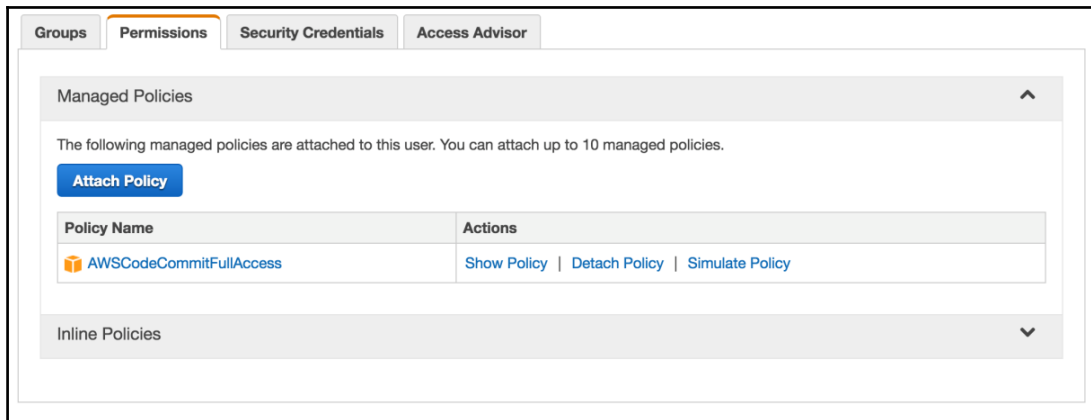 Groups Permissions Security Credentials Access Advisor
Managed Policies
The following managed policies are attached to this user. You can attach up to 10 managed policies.
Attach Policy
Policy Name Actions
AWSCodeCommitFullAccess Show Policy | Detach Policy | Simulate Policy
Inline Policies